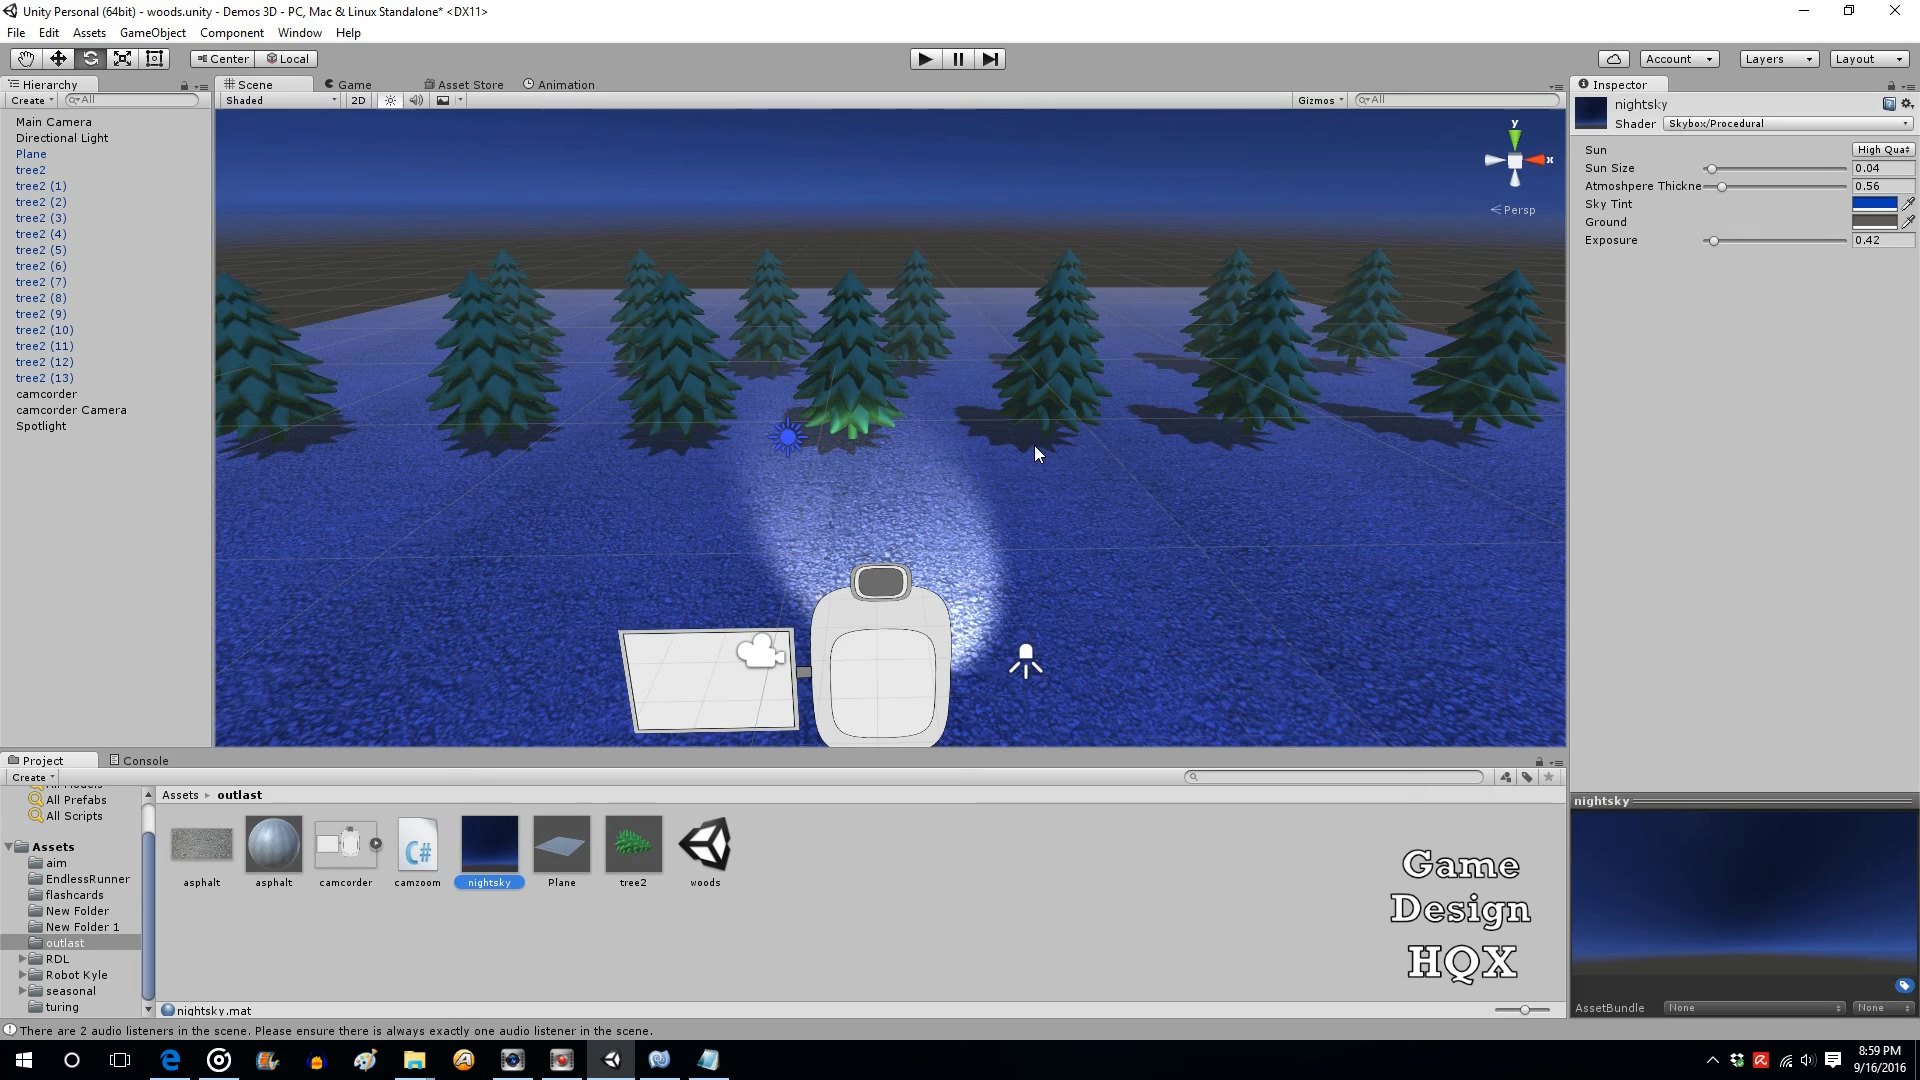 Unity Personal (64bit) - woods.unity - Demos 3D - PC, Mac & Linux Standalone* <DX11>
File Edit Assets GameObject Component Window Help
Center Local Account Layers Layout
Hierarchy Scene Game Asset Store Animation Inspector
Create All Shaded 2D Gizmos All
nightsky
Shader Skybox/Procedural
Main Camera
Directional Light
Plane
tree2
tree2 (1)
tree2 (2)
tree2 (3)
tree2 (4)
tree2 (5)
tree2 (6)
tree2 (7)
tree2 (8)
tree2 (9)
tree2 (10)
tree2 (11)
tree2 (12)
tree2 (13)
camcorder
camcorder Camera
Spotlight
y
x
Persp
Sun High Qua
Sun Size 0.04
Atmoshpere Thickne 0.56
Sky Tint
Ground
Exposure 0.42
Project Console
Create
All Models
All Prefabs
All Scripts
Assets
aim
EndlessRunner
flashcards
New Folder
New Folder 1
outlast
RDL
Robot Kyle
seasonal
turing
Assets outlast
C#
asphalt asphalt camcorder camzoom nightsky Plane tree2 woods
Game
Design
HQX
nightsky.mat
nightsky
AssetBundle None None
There are 2 audio listeners in the scene. Please ensure there is always exactly one audio listener in the scene.
8:59 PM
9/16/2016